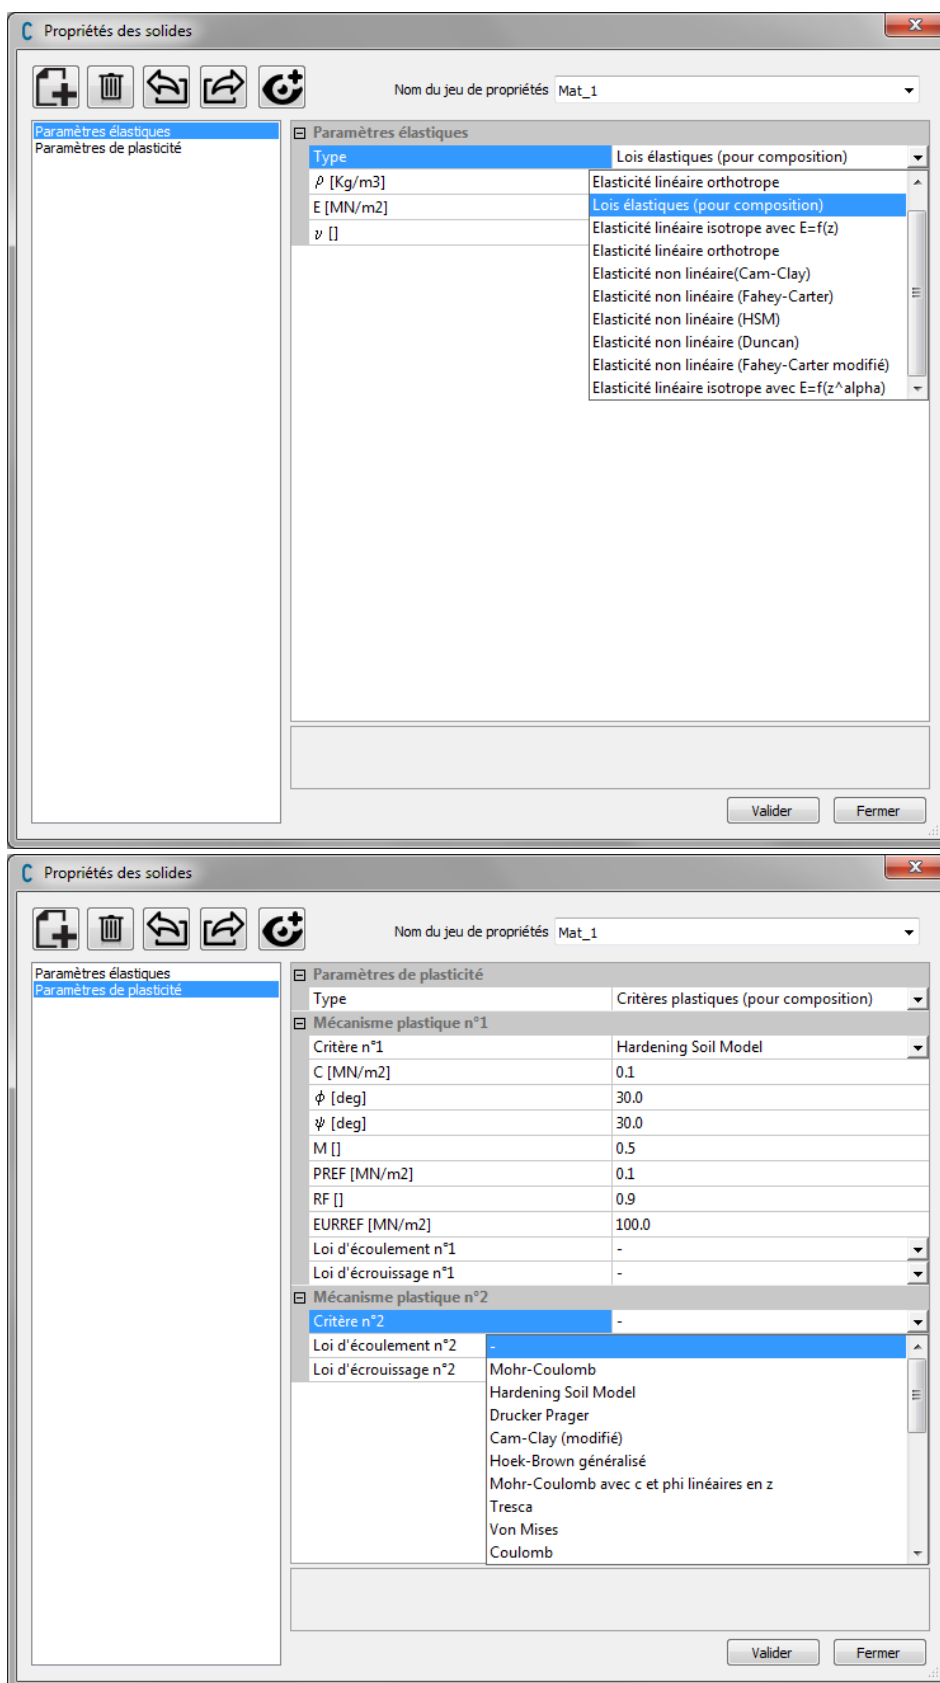 Propriétés des solides
Nom du jeu de propriétés Mat_1
Paramètres élastiques
Paramètres de plasticité
Paramètres élastiques
Type Lois élastiques (pour composition)
ρ [Kg/m3]
E [MN/m2]
ν []
Elasticité linéaire orthotrope
Lois élastiques (pour composition)
Elasticité linéaire isotrope avec E=f(z)
Elasticité linéaire orthotrope
Elasticité non linéaire(Cam-Clay)
Elasticité non linéaire (Fahey-Carter)
Elasticité non linéaire (HSM)
Elasticité non linéaire (Duncan)
Elasticité non linéaire (Fahey-Carter modifié)
Elasticité linéaire isotrope avec E=f(z^alpha)
Valider Fermer
Propriétés des solides
Nom du jeu de propriétés Mat_1
Paramètres élastiques
Paramètres de plasticité
Paramètres de plasticité
Type Critères plastiques (pour composition)
Mécanisme plastique n°1
Critère n°1 Hardening Soil Model
C [MN/m2] 0.1
ϕ [deg] 30.0
ψ [deg] 30.0
M [] 0.5
PREF [MN/m2] 0.1
RF [] 0.9
EURREF [MN/m2] 100.0
Loi d'écoulement n°1 -
Loi d'écrouissage n°1 -
Mécanisme plastique n°2
Critère n°2 -
Loi d'écoulement n°2
Loi d'écrouissage n°2
-
Mohr-Coulomb
Hardening Soil Model
Drucker Prager
Cam-Clay (modifié)
Hoek-Brown généralisé
Mohr-Coulomb avec c et phi linéaires en z
Tresca
Von Mises
Coulomb
Valider Fermer